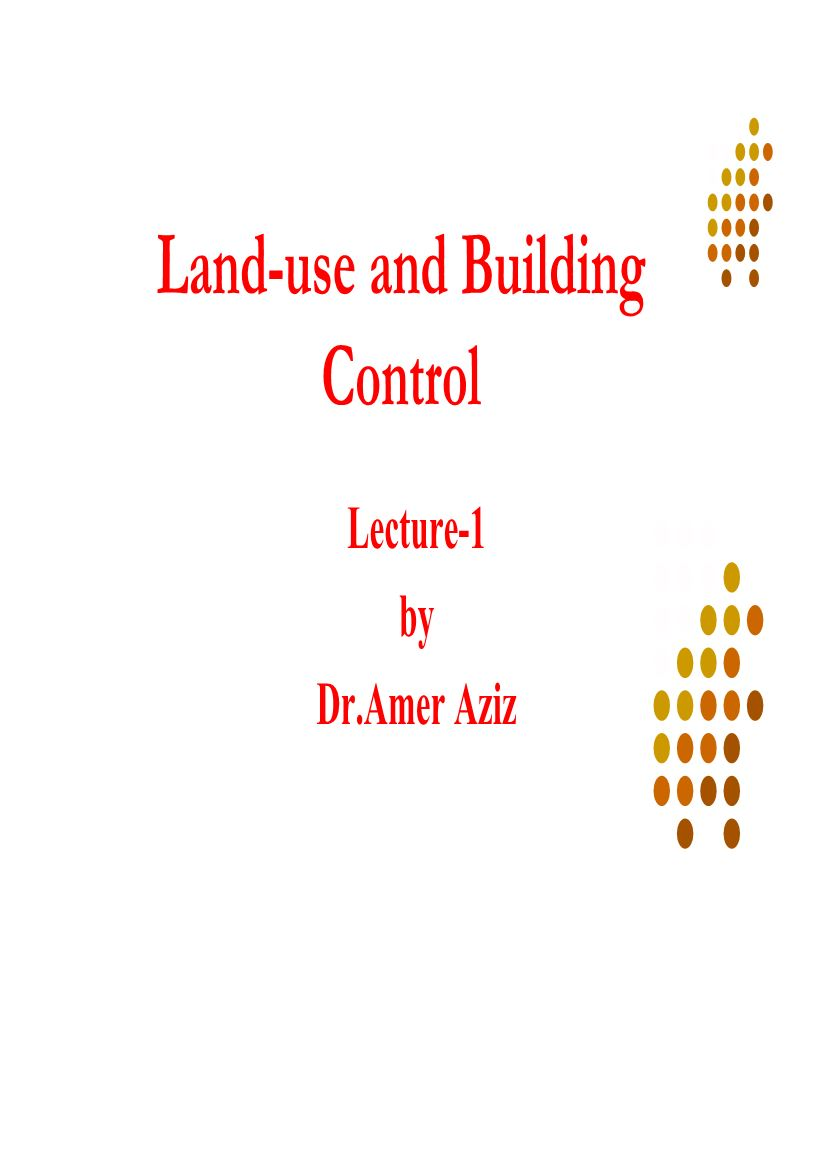 Land-use and Building
Control
Lecture-1
by
Dr.Amer Aziz